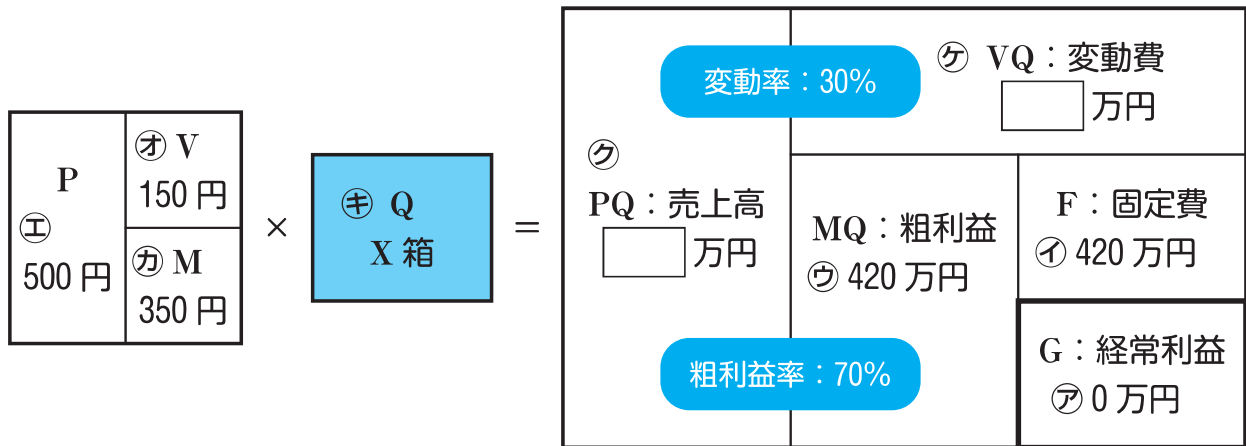 P
㋓
500 円
㋔ V
150 円
㋕ M
350 円
×
㋖ Q
X 箱
=
㋗
PQ：売上高
万円
変動率：30%
粗利益率：70%
㋘ VQ：変動費
万円
MQ：粗利益
㋒ 420 万円
F：固定費
㋑ 420 万円
G：経常利益
㋐ 0 万円